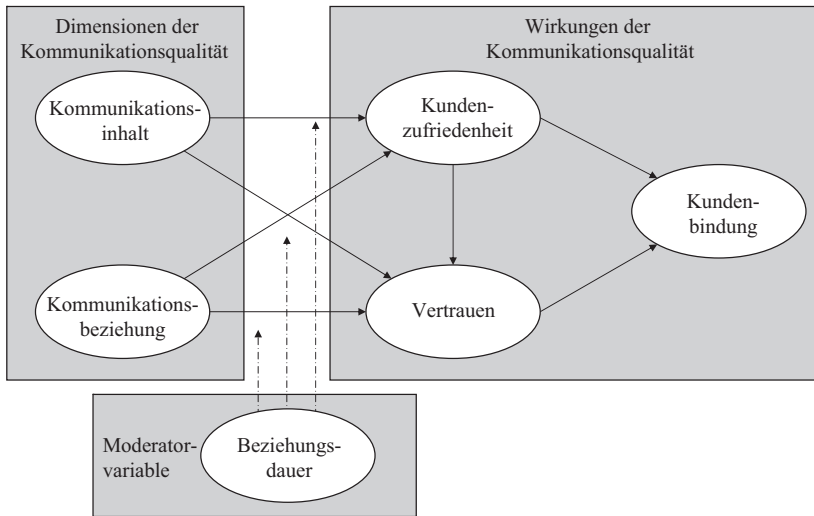 Dimensionen der
Kommunikationsqualität
Wirkungen der
Kommunikationsqualität
Kommunikations-
inhalt
Kunden-
zufriedenheit
Kunden-
bindung
Kommunikations-
beziehung
Vertrauen
Moderator-
variable
Beziehungs-
dauer